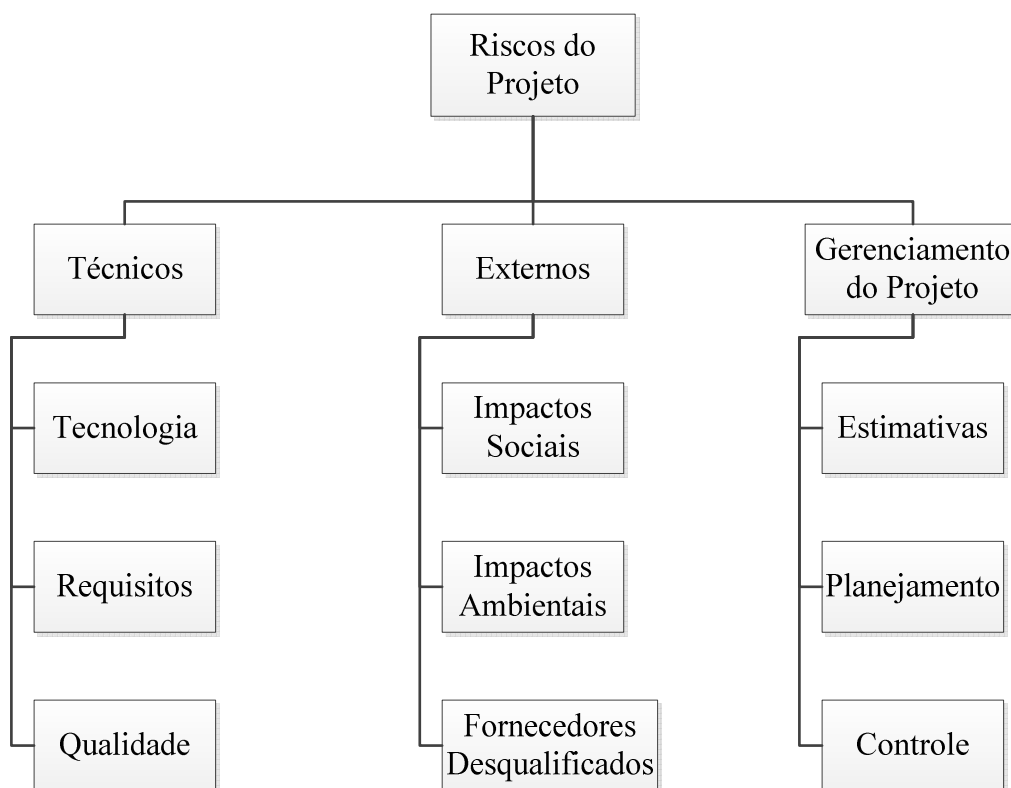 Riscos do
Projeto
Técnicos
Externos
Gerenciamento
do Projeto
Tecnologia
Impactos
Sociais
Estimativas
Requisitos
Impactos
Ambientais
Planejamento
Qualidade
Fornecedores
Desqualificados
Controle